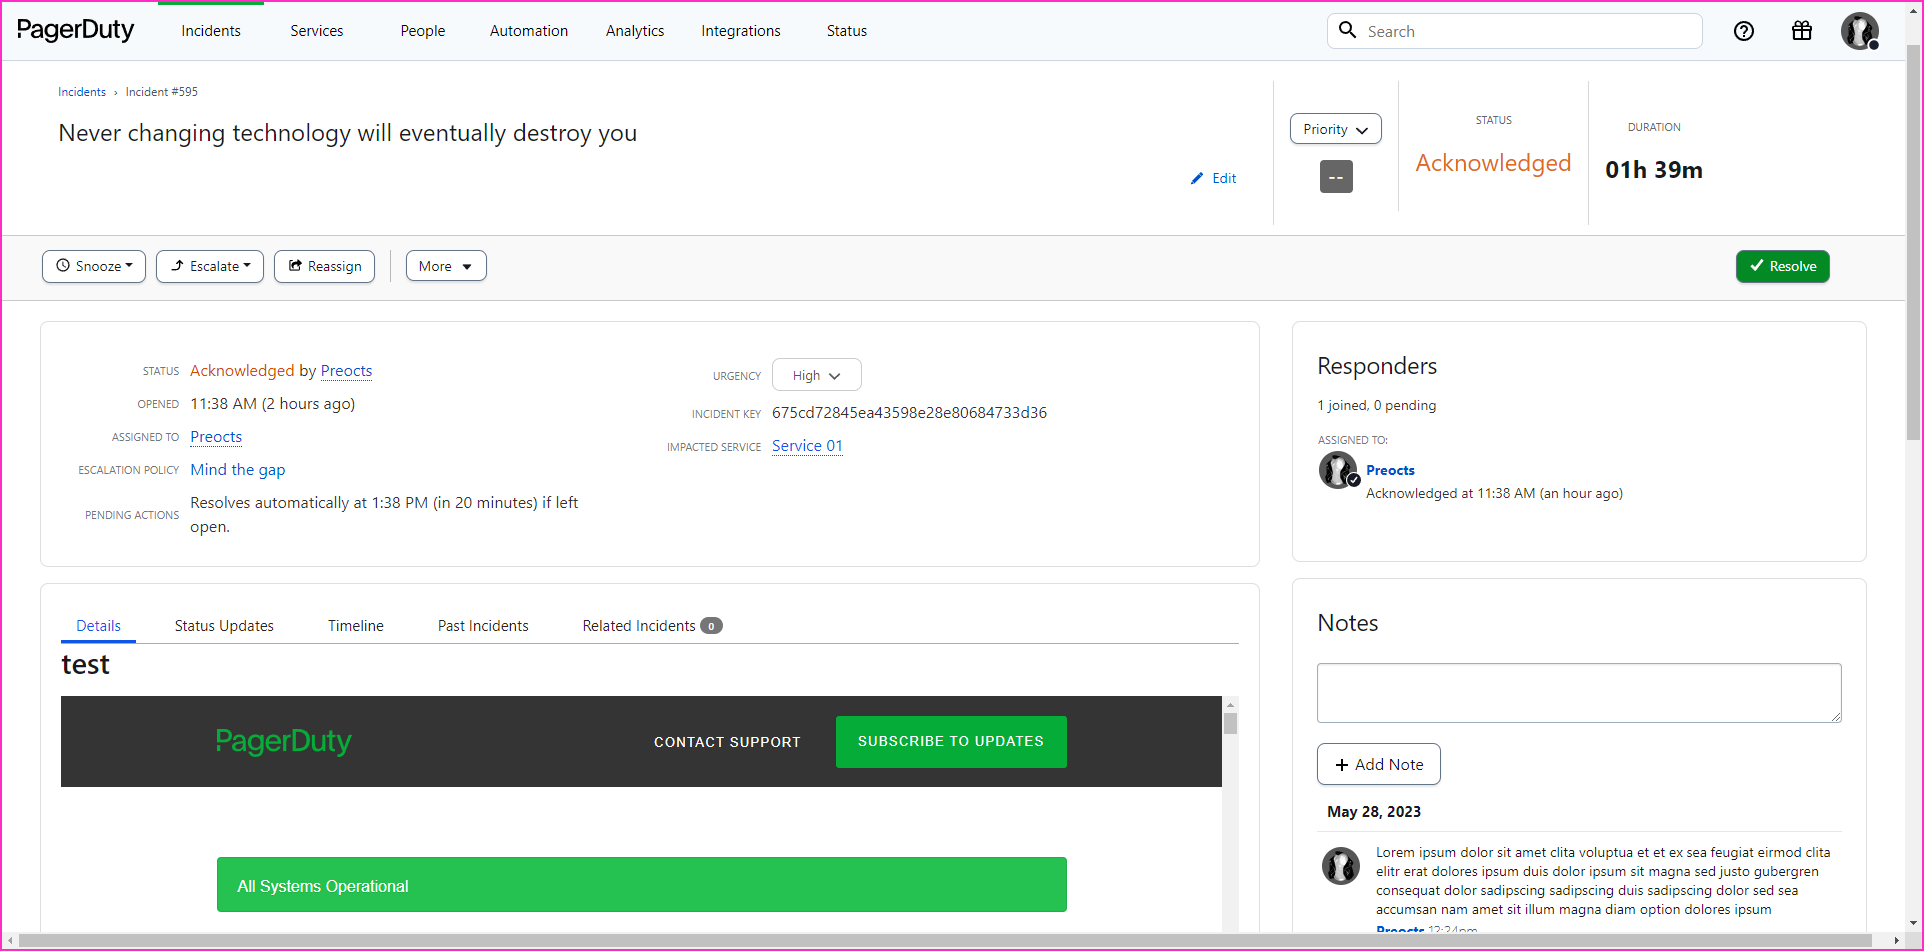 PagerDuty
Incidents
Services
People
Automation
Analytics
Integrations
Status
Search
Incidents › Incident #595
Never changing technology will eventually destroy you
Edit
Priority
--
STATUS
Acknowledged
DURATION
01h 39m
Snooze
Escalate
Reassign
More
Resolve
STATUS Acknowledged by Preocts
OPENED 11:38 AM (2 hours ago)
ASSIGNED TO Preocts
ESCALATION POLICY Mind the gap
PENDING ACTIONS Resolves automatically at 1:38 PM (in 20 minutes) if left
open.
URGENCY High
INCIDENT KEY 675cd72845ea43598e28e80684733d36
IMPACTED SERVICE Service 01
Responders
1 joined, 0 pending
ASSIGNED TO:
Preocts
Acknowledged at 11:38 AM (an hour ago)
Details
Status Updates
Timeline
Past Incidents
Related Incidents 0
test
PagerDuty
CONTACT SUPPORT
SUBSCRIBE TO UPDATES
All Systems Operational
Notes
+ Add Note
May 28, 2023
Lorem ipsum dolor sit amet clita voluptua et et ex sea feugiat eirmod clita
elitr erat dolores ipsum duis dolor ipsum sit magna sed justo gubergren
consequat dolor sadipscing sadipscing duis sadipscing dolor sed sea
accumsan nam amet sit illum magna diam option dolores ipsum
Preocts 12:24pm